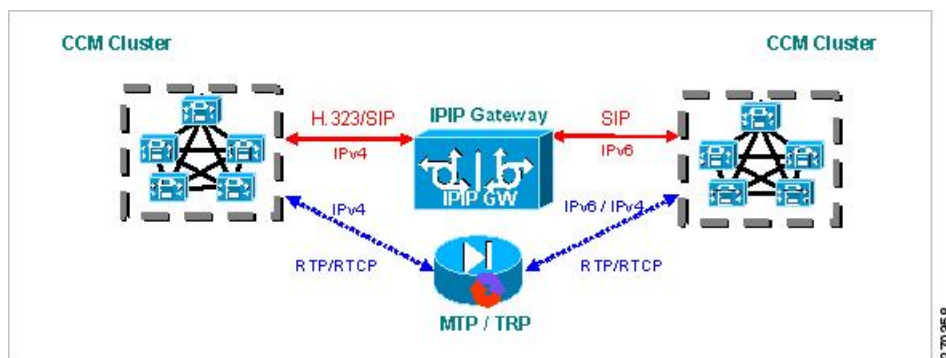 CCM Cluster
CCM Cluster
H.323/SIP
IPv4
IPIP Gateway
IPIP GW
SIP
IPv6
IPv4
IPv6 / IPv4
RTP/RTCP
RTP/RTCP
MTP / TRP